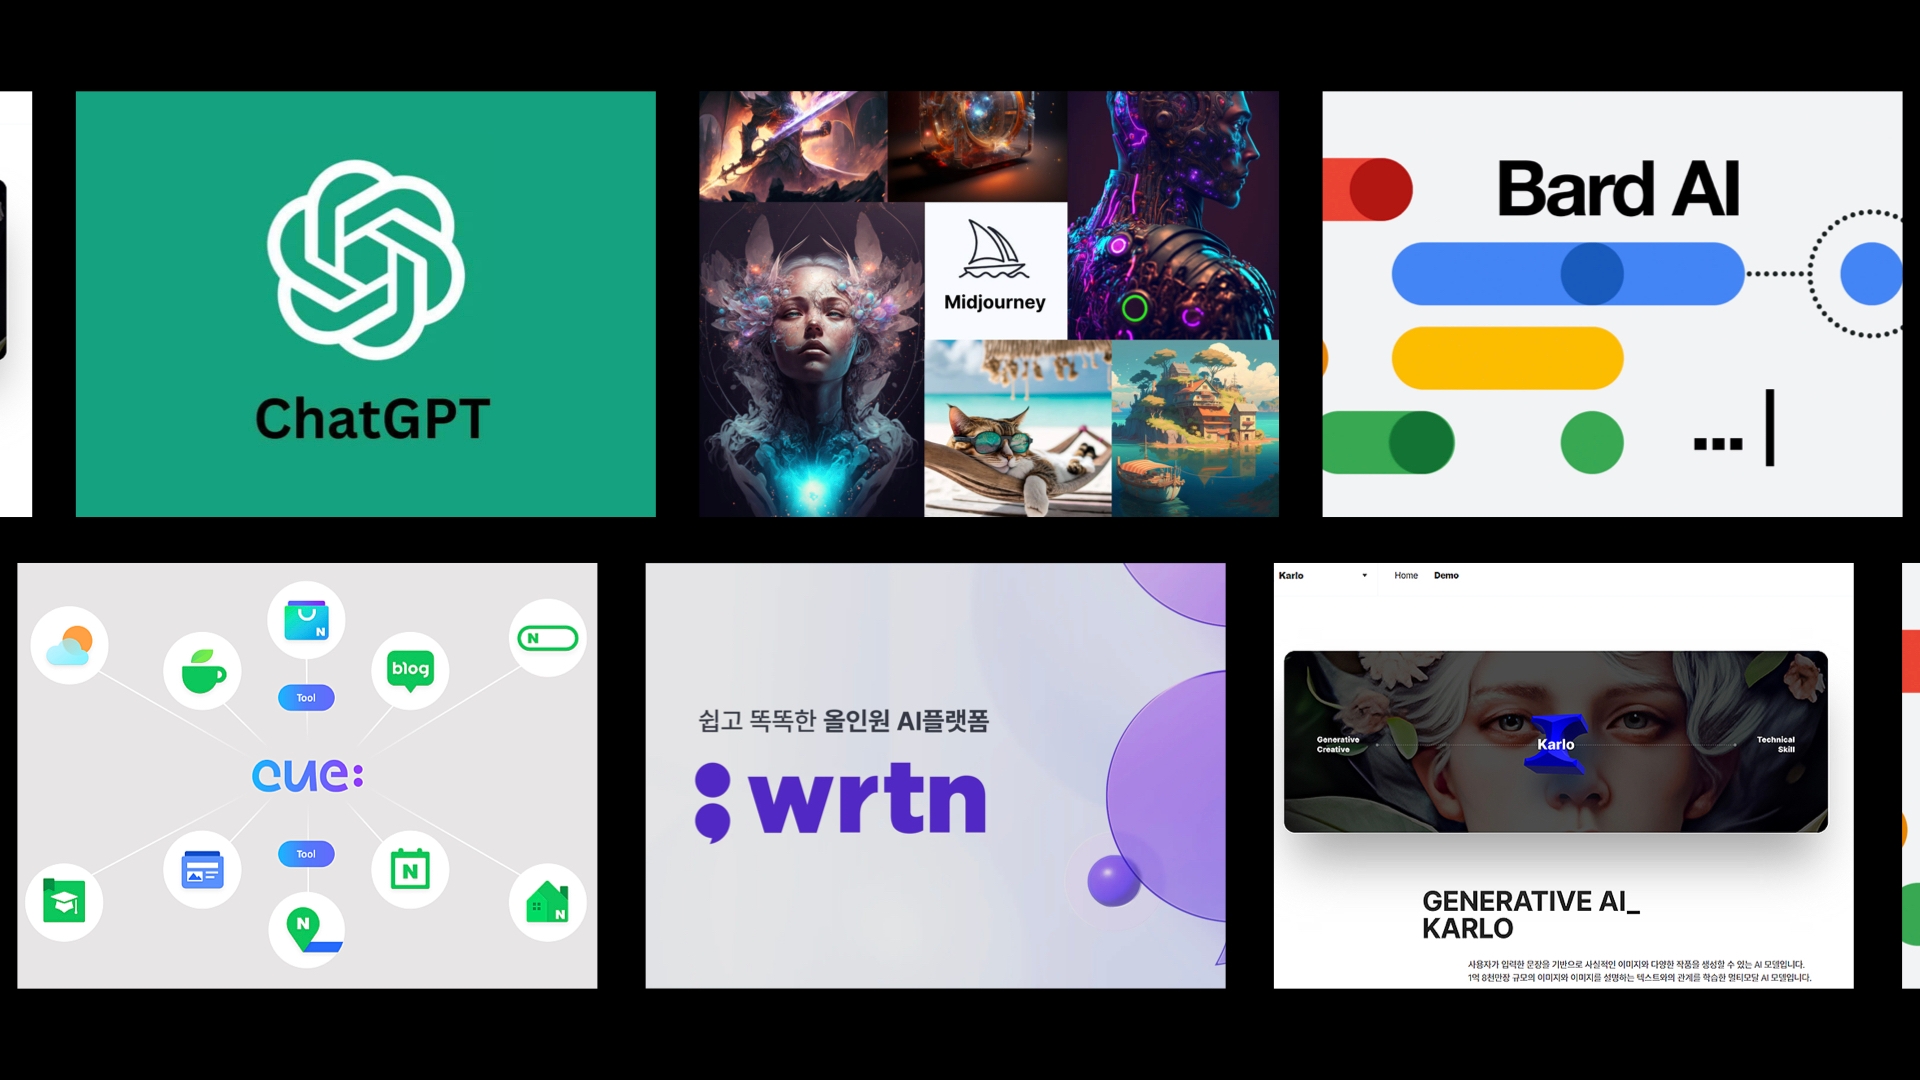 ChatGPT
Midjourney
Bard AI
...|
N
N
blog
Tool
cue:
Tool
N
N
N
쉽고 똑똑한 올인원 AI플랫폼
wrtn
Karlo
Home
Demo
Generative
Creative
Karlo
Technical
Skill
GENERATIVE AI_
KARLO
사용자가 입력한 문장을 기반으로 사실적인 이미지와 다양한 작품을 생성할 수 있는 AI 모델입니다.
1억 8천만장 규모의 이미지와 이미지를 설명하는 텍스트와의 관계를 학습한 멀티모달 AI 모델입니다.